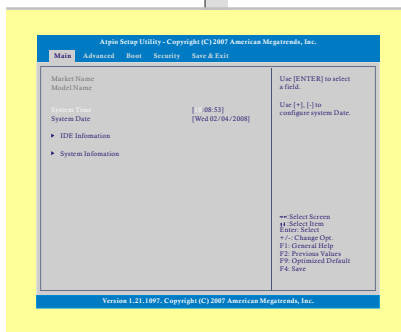 Atpio Setup Utility - Copyright (C) 2007 American Megatrends, Inc.
Main Advanced Boot Security Save & Exit
Market Name
Model Name
System Time [ :08:53]
System Date [Wed 02/04/2008]
IDE Infomation
System Infomation
Use [ENTER] to select
a field.
Use [+], [-] to
configure system Date.
:Select Screen
:Select Item
Enter: Select
+/-: Change Opt.
F1: General Help
F2: Previous Values
F9: Optimized Default
F4: Save
Version 1.21.1097. Copyright (C) 2007 American Megatrends, Inc.